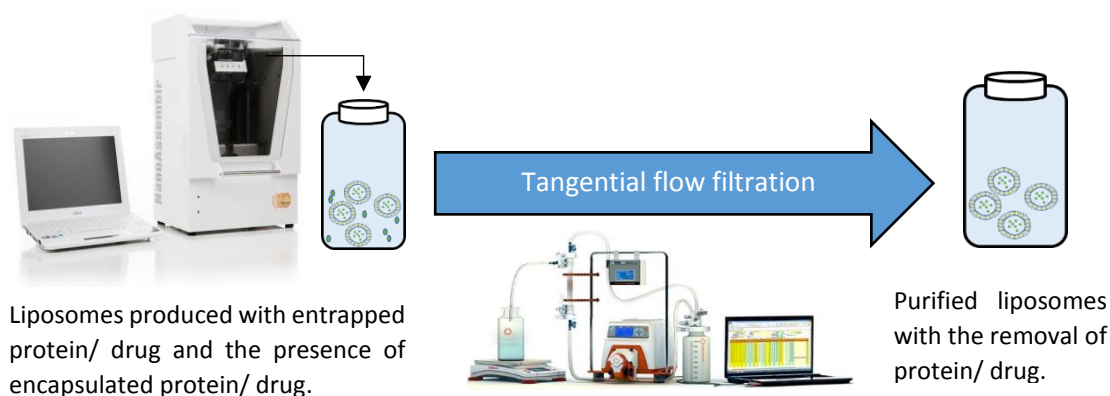 NanoAssemblr
Tangential flow filtration
Liposomes produced with entrapped
protein/ drug and the presence of
encapsulated protein/ drug.
Purified liposomes
with the removal of
protein/ drug.